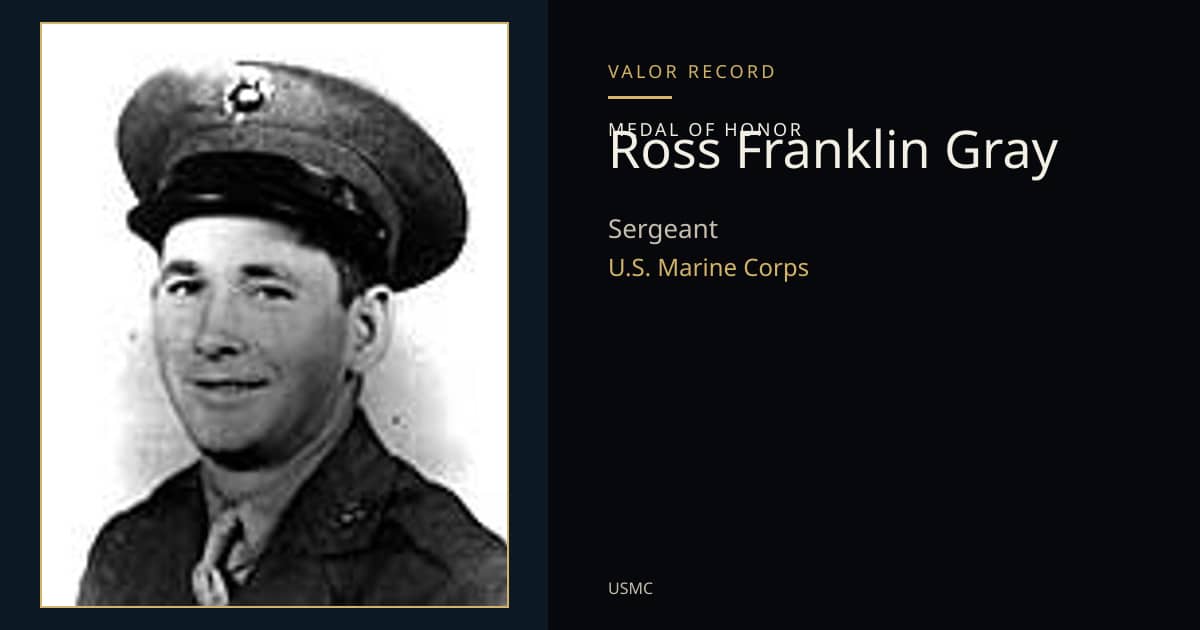 VALOR RECORD
MEDAL OF HONOR
Ross Franklin Gray
Sergeant
U.S. Marine Corps
USMC